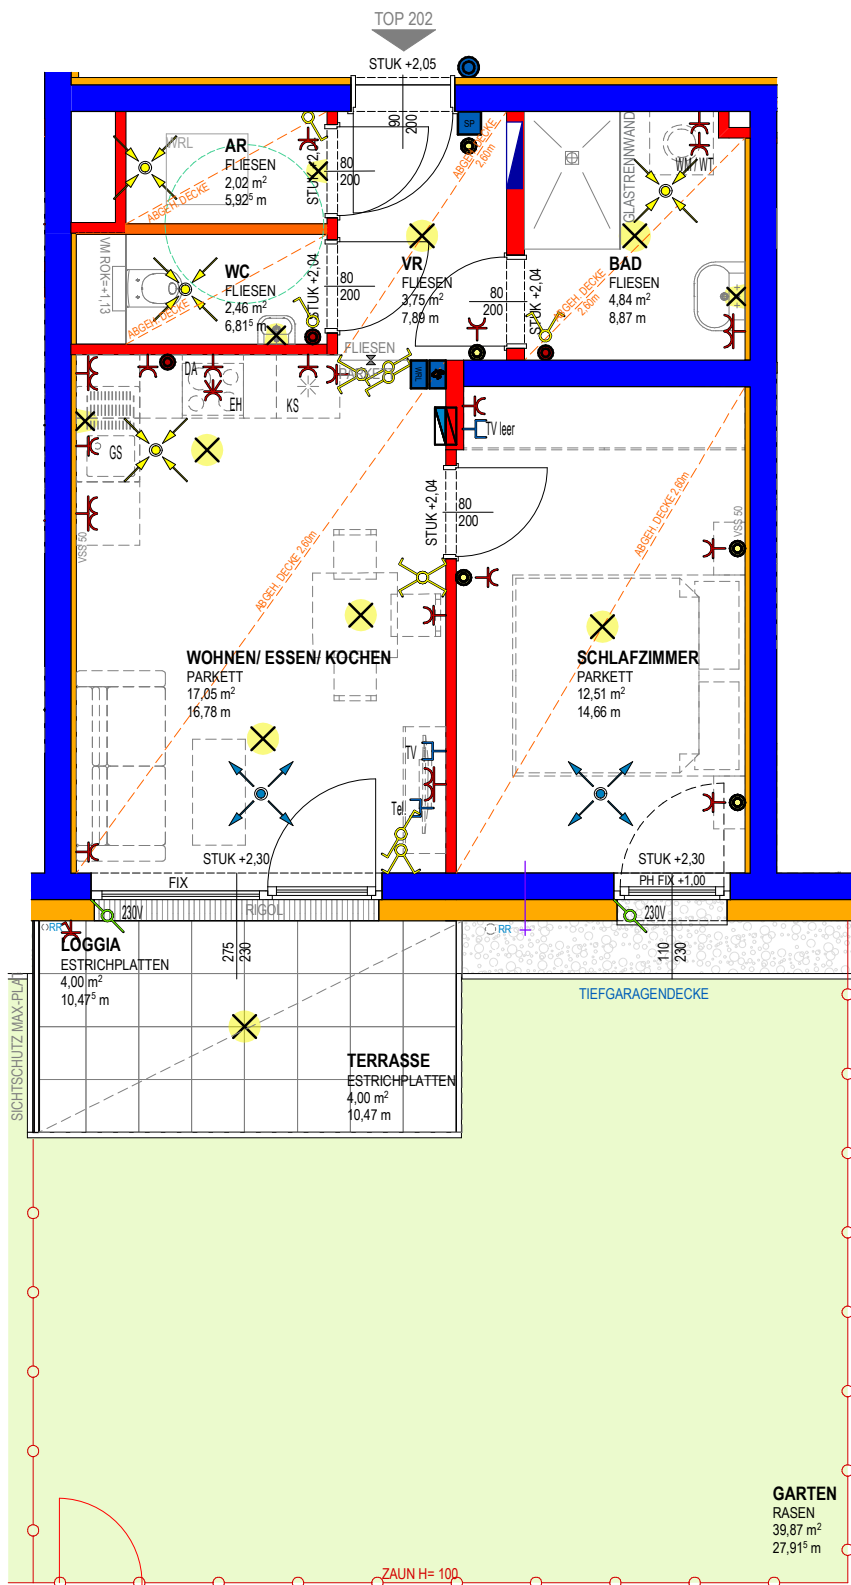 TOP 202
STUK +2,05
90
200
SP
AR
FLIESEN
2,02 m²
5,92⁵ m
WRL
ABGEH. DECKE
80
200
ABGEH. DECKE
2,60m
GLASTRENNWAND
WM / WT
WC
FLIESEN
2,46 m²
6,81⁵ m
VM ROK=+1,13
ABGEH. DECKE
STUK +2,04
80
200
VR
FLIESEN
3,75 m²
7,89 m
80
200
STUK +2,04
BAD
FLIESEN
4,84 m²
8,87 m
ABGEH. DECKE
2,60m
FLIESEN
DA
EH
KS
GS
WRL
VSS 50
TV leer
STUK +2,04
80
200
ABGEH. DECKE 2,60m
ABGEH. DECKE 2,60m
VSS 50
WOHNEN/ ESSEN/ KOCHEN
PARKETT
17,05 m²
16,78 m
SCHLAFZIMMER
PARKETT
12,51 m²
14,66 m
TV
Tel.
STUK +2,30
FIX
STUK +2,30
PH FIX +1,00
230V
RIGOL
230V
RR
RR
LOGGIA
ESTRICHPLATTEN
4,00 m²
10,47⁵ m
275
230
110
230
TIEFGARAGENDECKE
SICHTSCHUTZ MAX-PLA
TERRASSE
ESTRICHPLATTEN
4,00 m²
10,47 m
GARTEN
RASEN
39,87 m²
27,91⁵ m
ZAUN H= 100